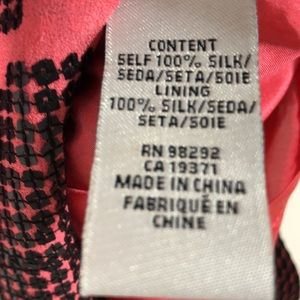 CONTENT
SELF 100% SILK/
SEDA/SETA/SOIE
LINING
100% SILK/SEDA/
SETA/SOIE
RN 98292
CA 19371
MADE IN CHINA
FABRIQUÉ EN
CHINE